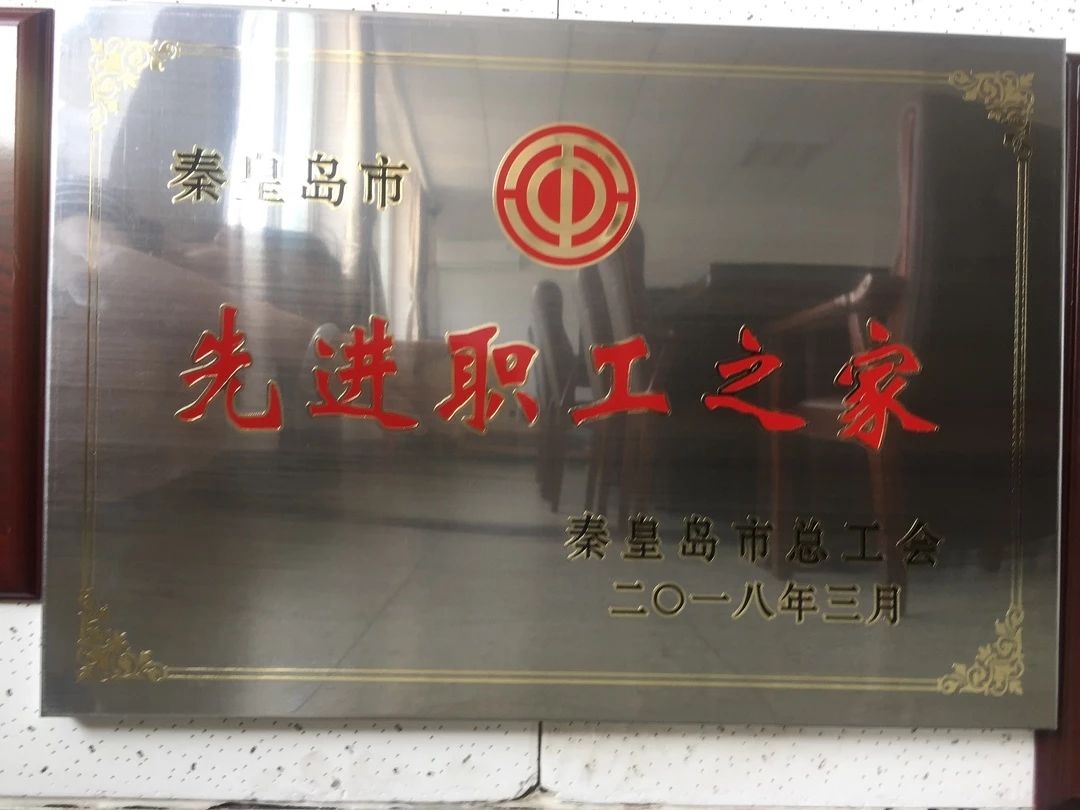 秦皇岛市
先进职工之家
秦皇岛市总工会
二〇一八年三月